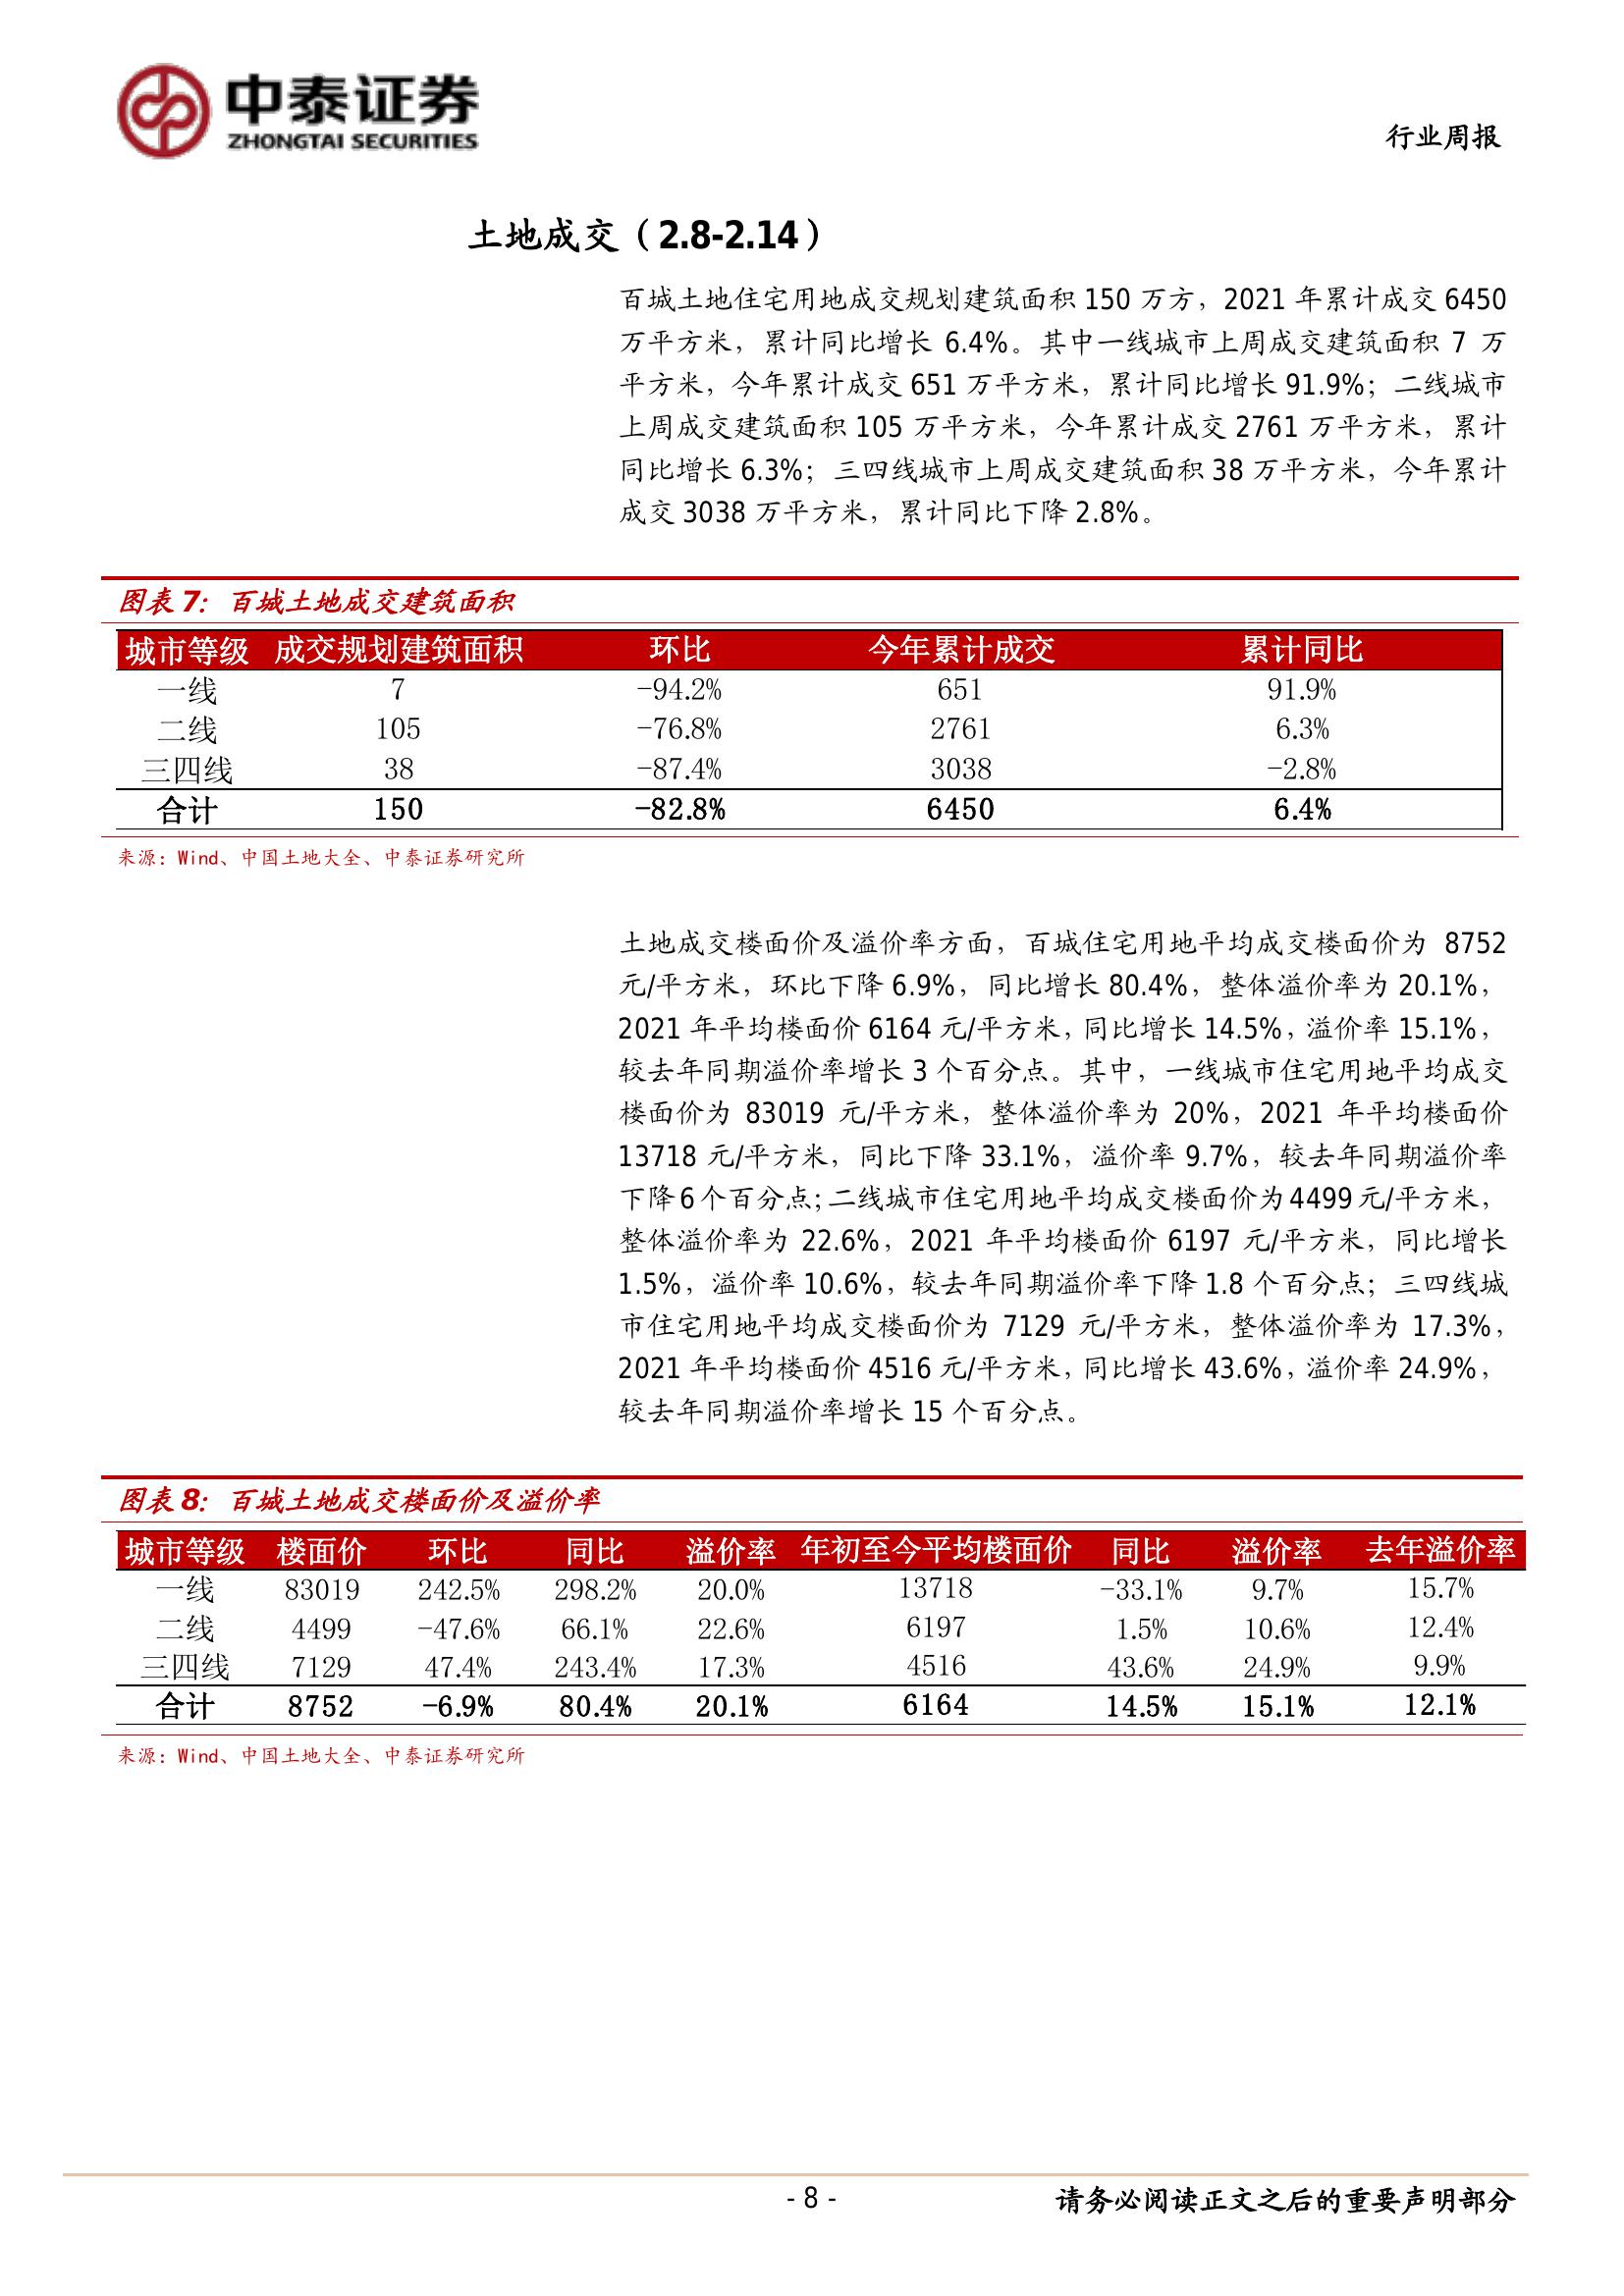 中泰证券
ZHONGTAI SECURITIES
行业周报
土地成交（2.8-2.14）
百城土地住宅用地成交规划建筑面积 150 万方，2021 年累计成交 6450
万平方米，累计同比增长 6.4%。其中一线城市上周成交建筑面积 7 万
平方米，今年累计成交 651 万平方米，累计同比增长 91.9%；二线城市
上周成交建筑面积 105 万平方米，今年累计成交 2761 万平方米，累计
同比增长 6.3%；三四线城市上周成交建筑面积 38 万平方米，今年累计
成交 3038 万平方米，累计同比下降 2.8%。
图表 7：百城土地成交建筑面积
城市等级 成交规划建筑面积 环比 今年累计成交 累计同比
一线 7 -94.2% 651 91.9%
二线 105 -76.8% 2761 6.3%
三四线 38 -87.4% 3038 -2.8%
合计 150 -82.8% 6450 6.4%
来源：Wind、中国土地大全、中泰证券研究所
土地成交楼面价及溢价率方面，百城住宅用地平均成交楼面价为 8752
元/平方米，环比下降 6.9%，同比增长 80.4%，整体溢价率为 20.1%，
2021 年平均楼面价 6164 元/平方米，同比增长 14.5%，溢价率 15.1%，
较去年同期溢价率增长 3 个百分点。其中，一线城市住宅用地平均成交
楼面价为 83019 元/平方米，整体溢价率为 20%，2021 年平均楼面价
13718 元/平方米，同比下降 33.1%，溢价率 9.7%，较去年同期溢价率
下降 6 个百分点；二线城市住宅用地平均成交楼面价为 4499 元/平方米，
整体溢价率为 22.6%，2021 年平均楼面价 6197 元/平方米，同比增长
1.5%，溢价率 10.6%，较去年同期溢价率下降 1.8 个百分点；三四线城
市住宅用地平均成交楼面价为 7129 元/平方米，整体溢价率为 17.3%，
2021 年平均楼面价 4516 元/平方米，同比增长 43.6%，溢价率 24.9%，
较去年同期溢价率增长 15 个百分点。
图表 8：百城土地成交楼面价及溢价率
城市等级 楼面价 环比 同比 溢价率 年初至今平均楼面价 同比 溢价率 去年溢价率
一线 83019 242.5% 298.2% 20.0% 13718 -33.1% 9.7% 15.7%
二线 4499 -47.6% 66.1% 22.6% 6197 1.5% 10.6% 12.4%
三四线 7129 47.4% 243.4% 17.3% 4516 43.6% 24.9% 9.9%
合计 8752 -6.9% 80.4% 20.1% 6164 14.5% 15.1% 12.1%
来源：Wind、中国土地大全、中泰证券研究所
- 8 -
请务必阅读正文之后的重要声明部分